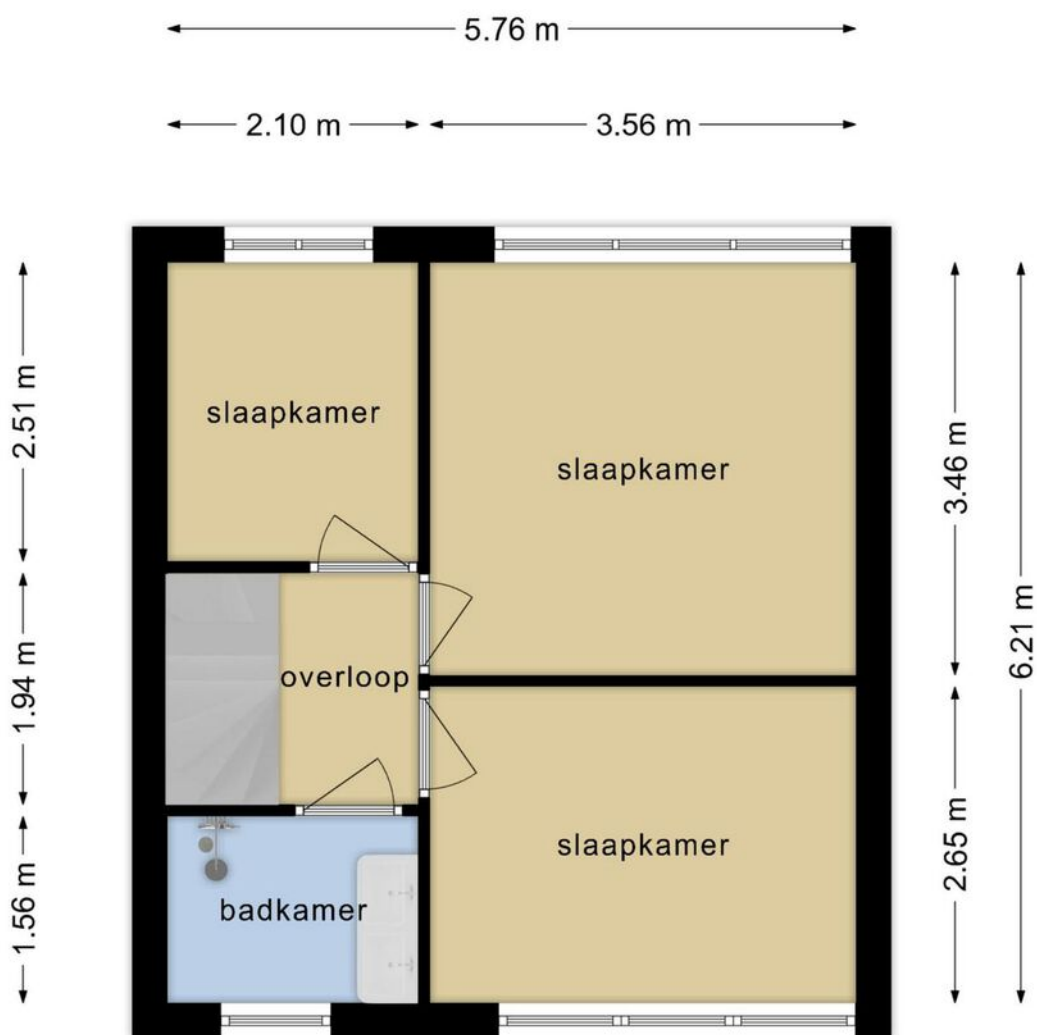 5.76 m
2.10 m
3.56 m
2.51 m
slaapkamer
slaapkamer
3.46 m
6.21 m
1.94 m
overloop
2.65 m
slaapkamer
1.56 m
badkamer